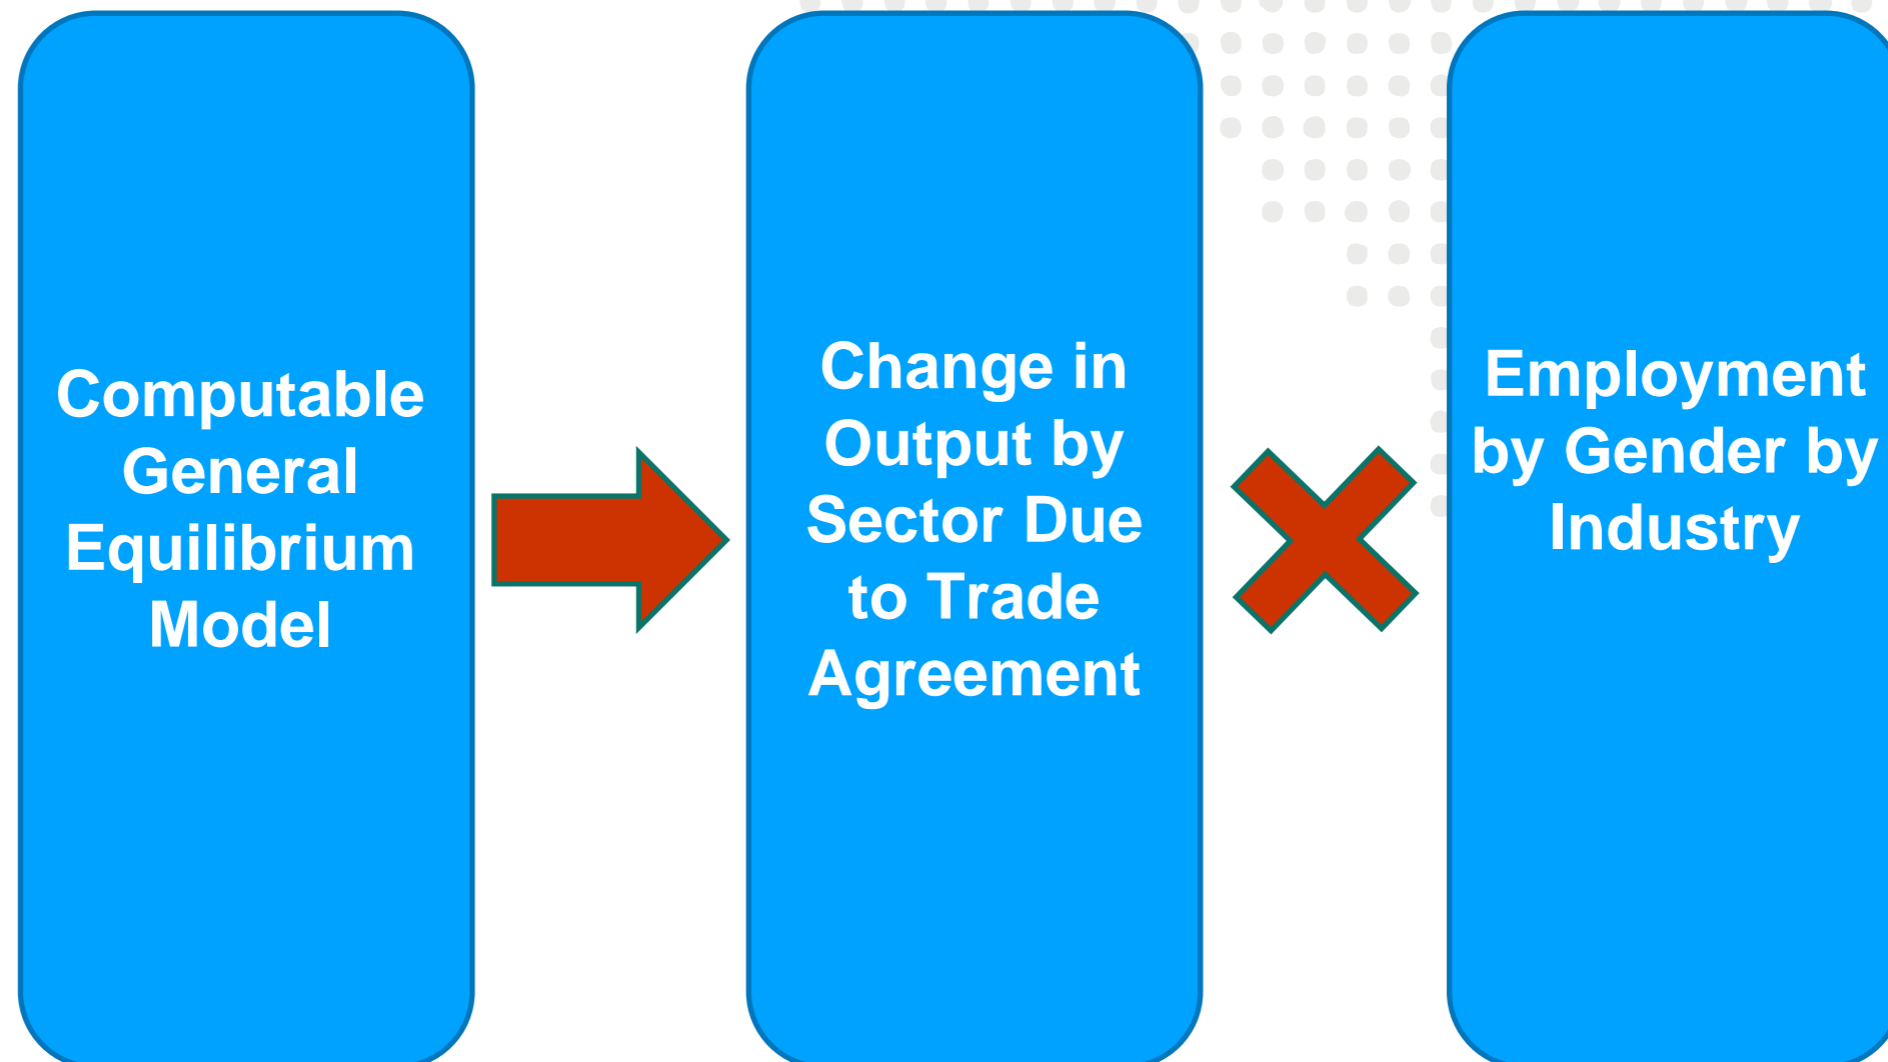 Computable
General
Equilibrium
Model
Change in
Output by
Sector Due
to Trade
Agreement
Employment
by Gender by
Industry